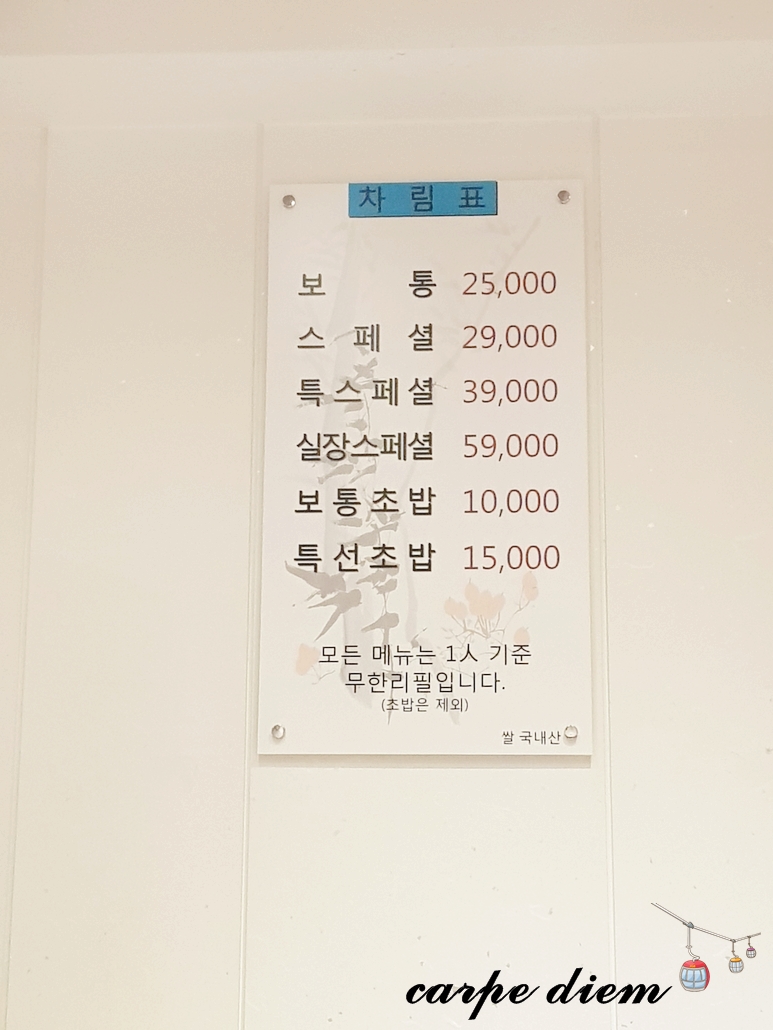 차 림 표
보 통 25,000
스 페 셜 29,000
특 스 페 셜 39,000
실장스페셜 59,000
보 통 초 밥 10,000
특 선 초 밥 15,000
모든 메뉴는 1人 기준
무한리필입니다.
(초밥은 제외)
쌀 국내산
carpe diem